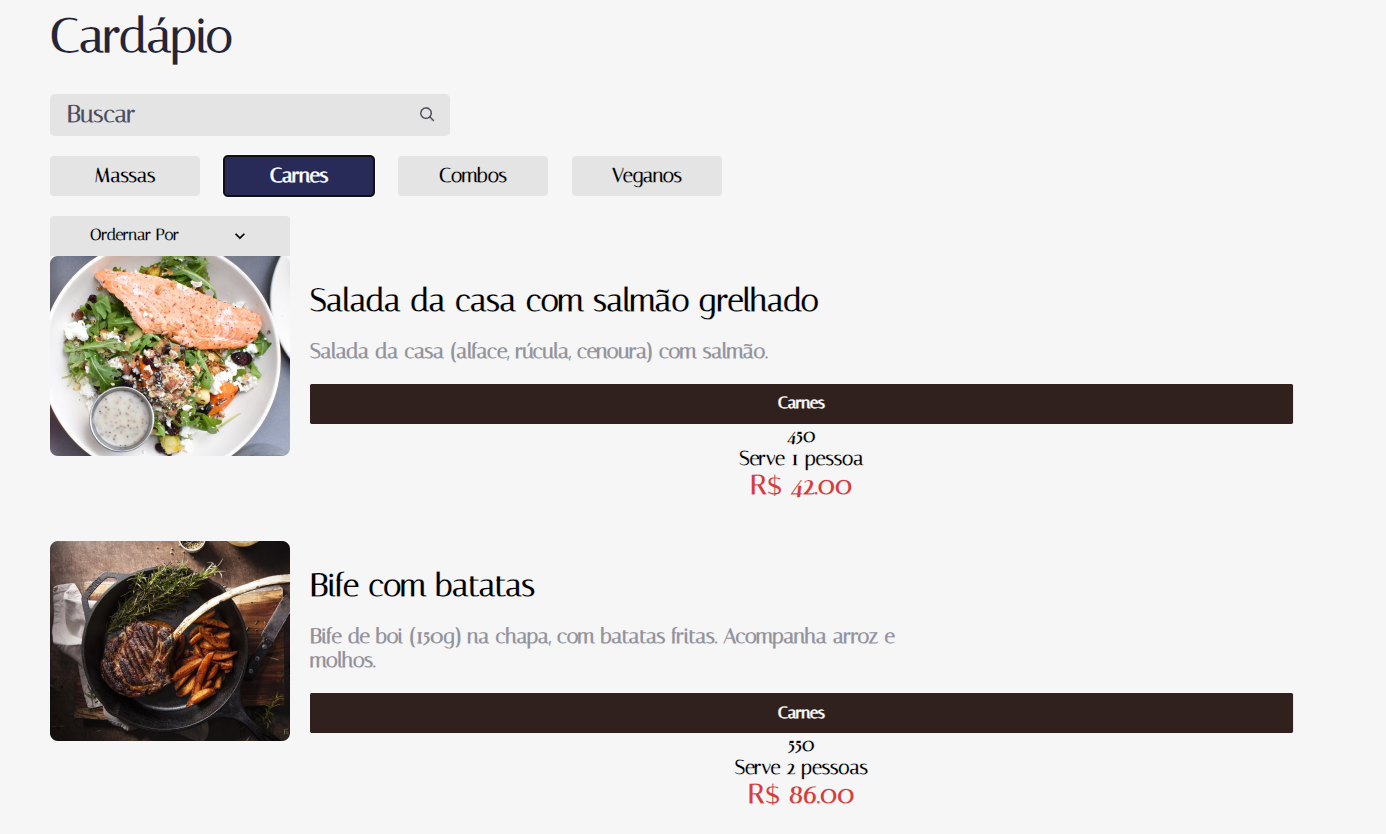 Cardápio
Buscar
Massas
Carnes
Combos
Veganos
Ordernar Por
Salada da casa com salmão grelhado
Salada da casa (alface, rúcula, cenoura) com salmão.
Carnes
450
Serve 1 pessoa
R$ 42.00
Bife com batatas
Bife de boi (150g) na chapa, com batatas fritas. Acompanha arroz e
molhos.
Carnes
550
Serve 2 pessoas
R$ 86.00